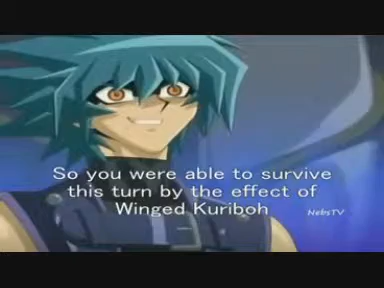 So you were able to survive
this turn by the effect of
Winged Kuriboh
NebsTV